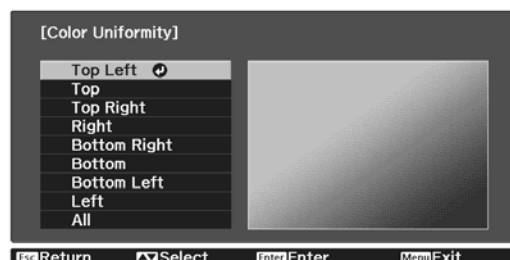 [Color Uniformity]
Top Left
Top
Top Right
Right
Bottom Right
Bottom
Bottom Left
Left
All
Esc Return Select Enter Enter Menu Exit